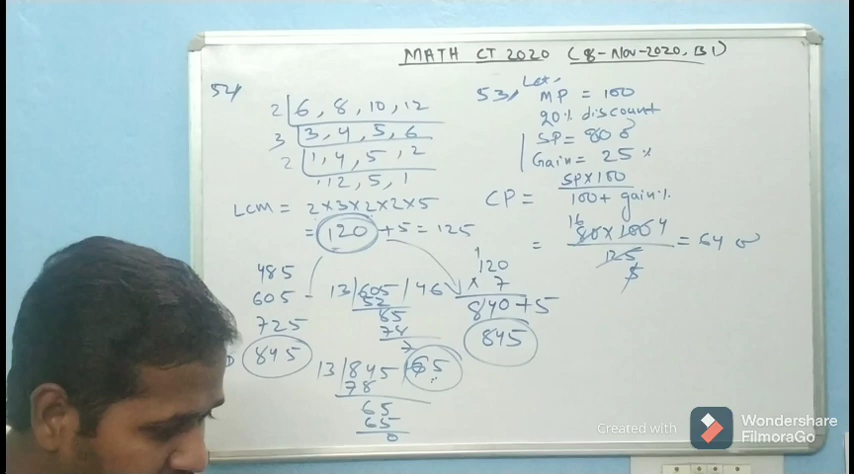 MATH CT 2020 (8-Nov-2020, B1)
54/
2 | 6, 8, 10, 12
3 | 3, 4, 5, 6
2 | 1, 4, 5, 2
1, 2, 5, 1
LCM = 2×3×2×2×5
= 120 + 5 = 125
485
605
725
845
13/605/46
52
85
78
7
13/845/65
78
65
65
0
1
120
× 7
840+5
845
53/ Let,
MP = 100
20% discount
SP = 80
Gain = 25%
CP = SP×100
100 + gain%
16
= 80×100 4 = 64
125
5
Created with
Wondershare
FilmoraGo